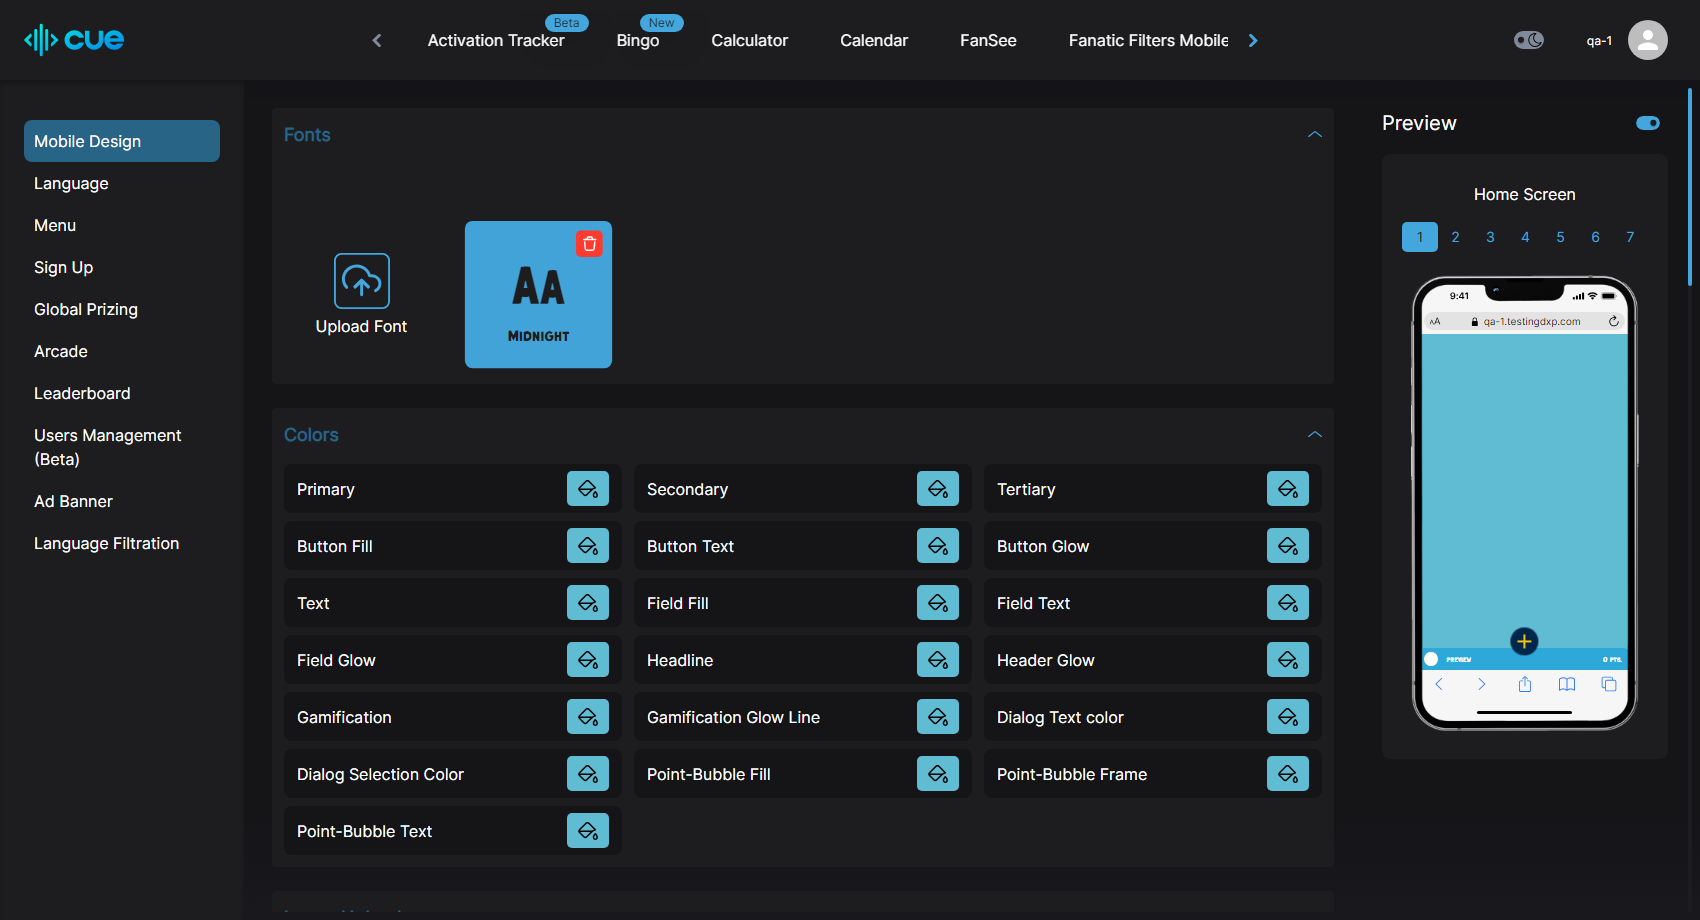 cue
Activation Tracker
Beta
Bingo
New
Calculator
Calendar
FanSee
Fanatic Filters Mobile
qa-1
Mobile Design
Language
Menu
Sign Up
Global Prizing
Arcade
Leaderboard
Users Management
(Beta)
Ad Banner
Language Filtration
Fonts
Upload Font
AA
MIDNIGHT
Colors
Primary
Secondary
Tertiary
Button Fill
Button Text
Button Glow
Text
Field Fill
Field Text
Field Glow
Headline
Header Glow
Gamification
Gamification Glow Line
Dialog Text color
Dialog Selection Color
Point-Bubble Fill
Point-Bubble Frame
Point-Bubble Text
Preview
Home Screen
1 2 3 4 5 6 7
9:41
AA qa-1.testingdxp.com
PREVIEW 0 PTS.